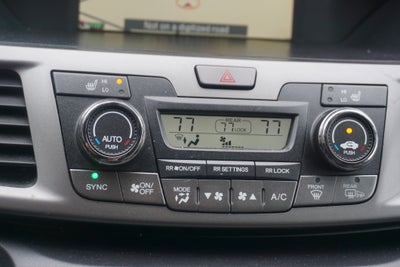 Not on a digitized road
HI
LO
HI
LO
77
REAR
77 LOCK
77
AUTO
PUSH
PUSH
RR ON/OFF
RR SETTINGS
RR LOCK
SYNC
ON/
OFF
MODE
A/C
FRONT
REAR